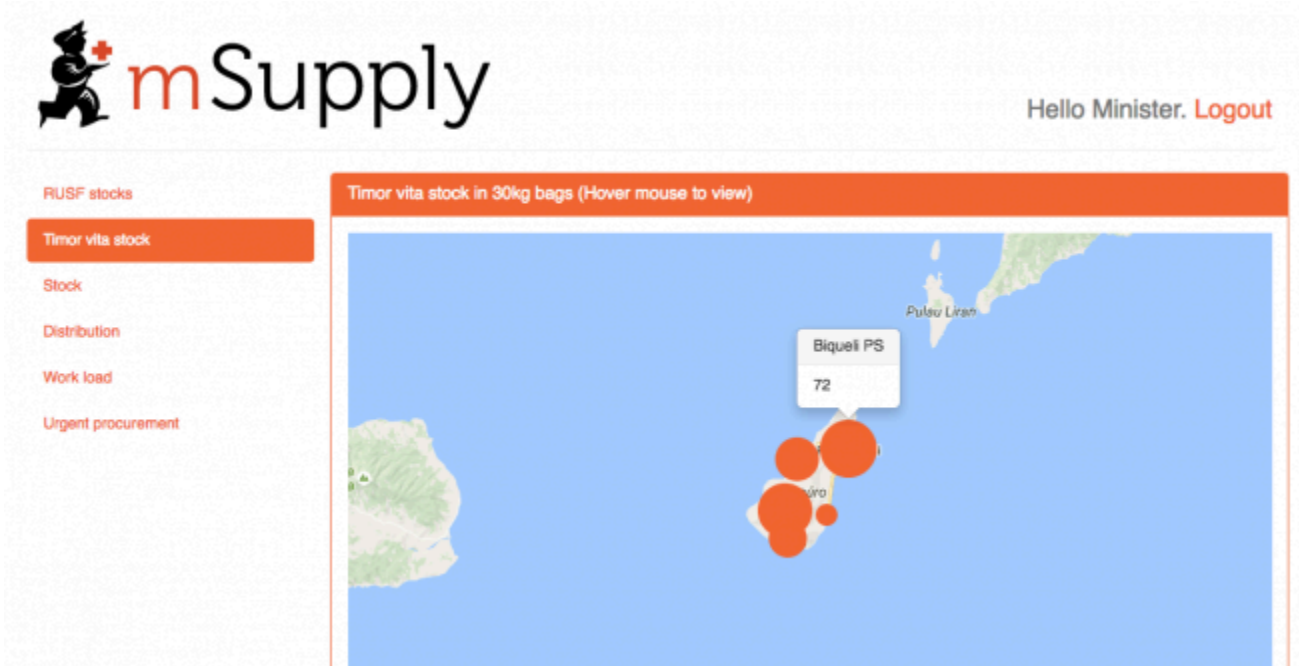 mSupply
Hello Minister. Logout
RUSF stocks
Timor vita stock
Stock
Distribution
Work load
Urgent procurement
Timor vita stock in 30kg bags (Hover mouse to view)
Pulau Liran
Biqueli PS
72